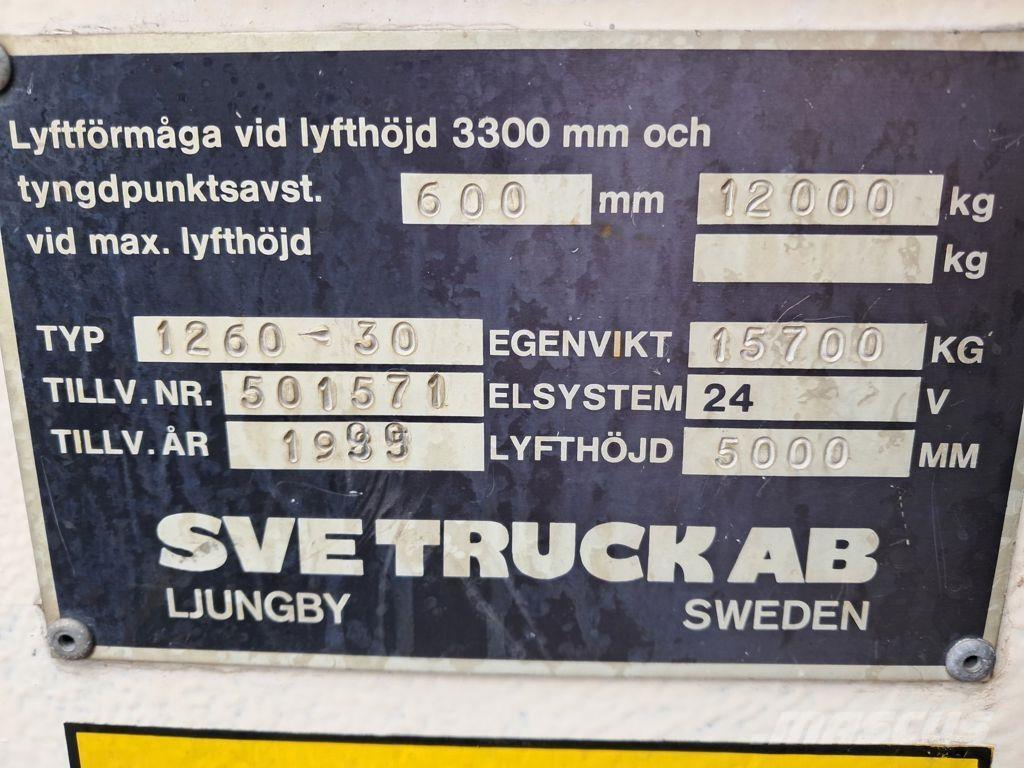 Lyftförmåga vid lyfthöjd 3300 mm och
tyngdpunktsavst. 600 mm 12000 kg
vid max. lyfthöjd kg
TYP 1260-30 EGENVIKT 15700 KG
TILLV.NR. 501571 ELSYSTEM 24 V
TILLV.ÅR 1999 LYFTHÖJD 5000 MM
SVETRUCK AB
LJUNGBY SWEDEN
mascus